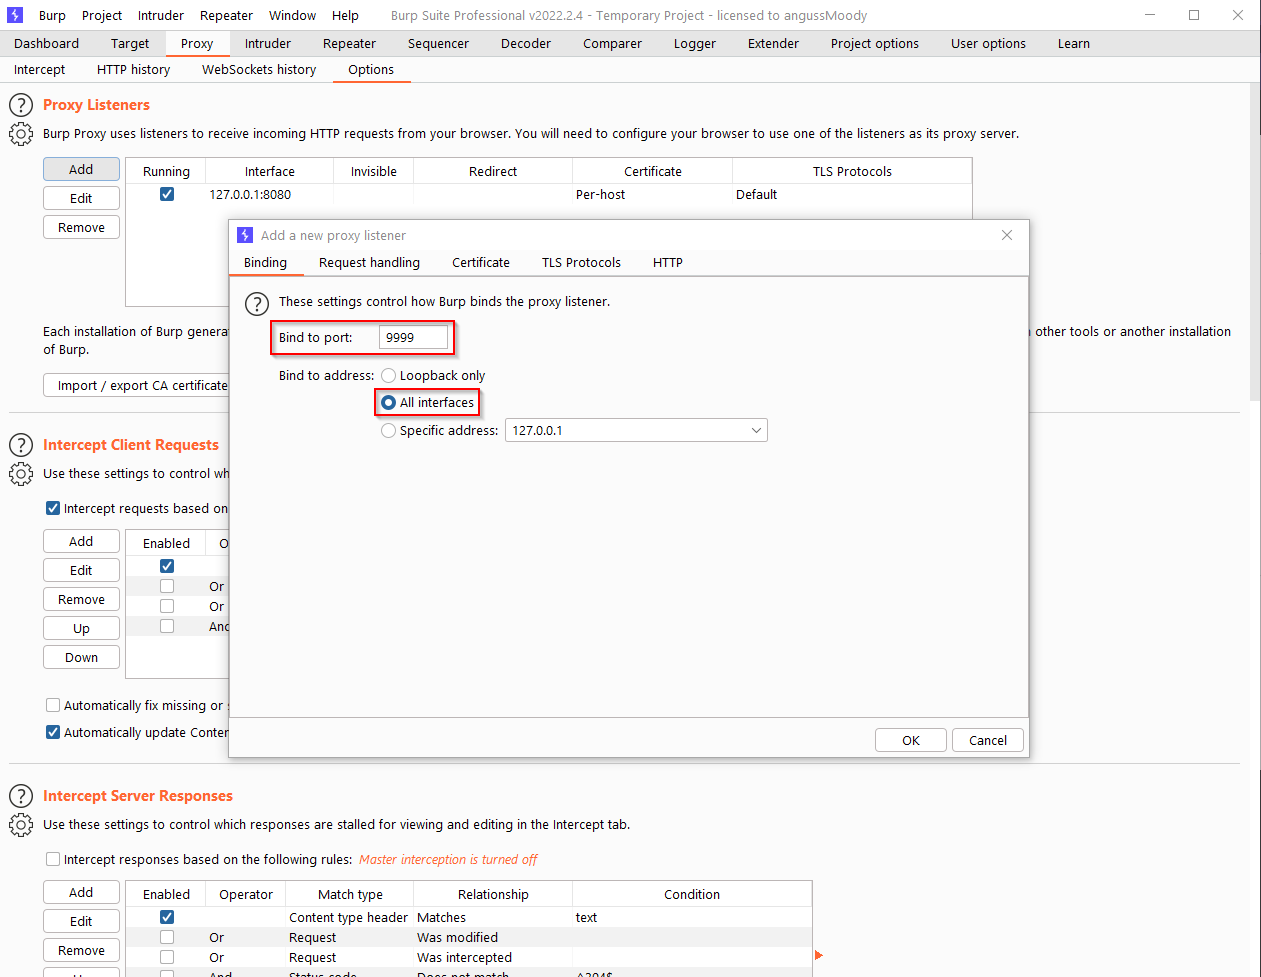 Burp Project Intruder Repeater Window Help Burp Suite Professional v2022.2.4 - Temporary Project - licensed to angussMoody
Dashboard Target Proxy Intruder Repeater Sequencer Decoder Comparer Logger Extender Project options User options Learn
Intercept HTTP history WebSockets history Options
Proxy Listeners
Burp Proxy uses listeners to receive incoming HTTP requests from your browser. You will need to configure your browser to use one of the listeners as its proxy server.
Add
Edit
Remove
Running Interface Invisible Redirect Certificate TLS Protocols
127.0.0.1:8080 Per-host Default
Add a new proxy listener
Binding Request handling Certificate TLS Protocols HTTP
These settings control how Burp binds the proxy listener.
Bind to port: 9999
Bind to address: Loopback only
All interfaces
Specific address: 127.0.0.1
OK Cancel
Each installation of Burp genera other tools or another installation
of Burp.
Import / export CA certificate
Intercept Client Requests
Use these settings to control wh
Intercept requests based on
Add
Edit
Remove
Up
Down
Enabled O
Or
Or
And
Automatically fix missing or
Automatically update Conter
Intercept Server Responses
Use these settings to control which responses are stalled for viewing and editing in the Intercept tab.
Intercept responses based on the following rules: Master interception is turned off
Add
Edit
Remove
Enabled Operator Match type Relationship Condition
Content type header Matches text
Or Request Was modified
Or Request Was intercepted
And Status code Does not match ^304$